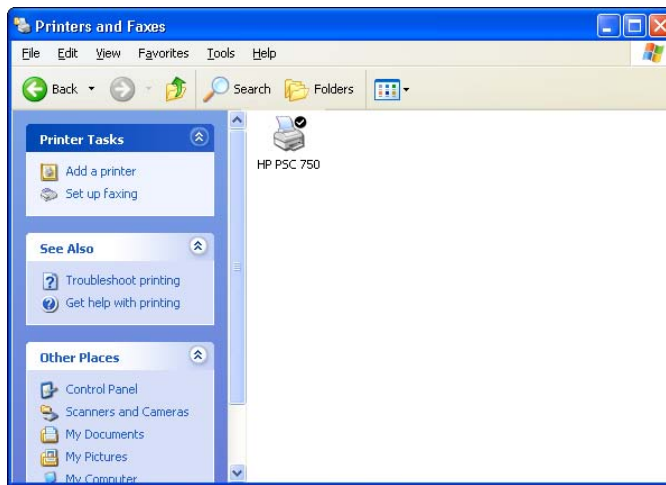 Printers and Faxes
File Edit View Favorites Tools Help
Back Search Folders
Printer Tasks
Add a printer
Set up faxing
See Also
Troubleshoot printing
Get help with printing
Other Places
Control Panel
Scanners and Cameras
My Documents
My Pictures
My Computer
HP PSC 750